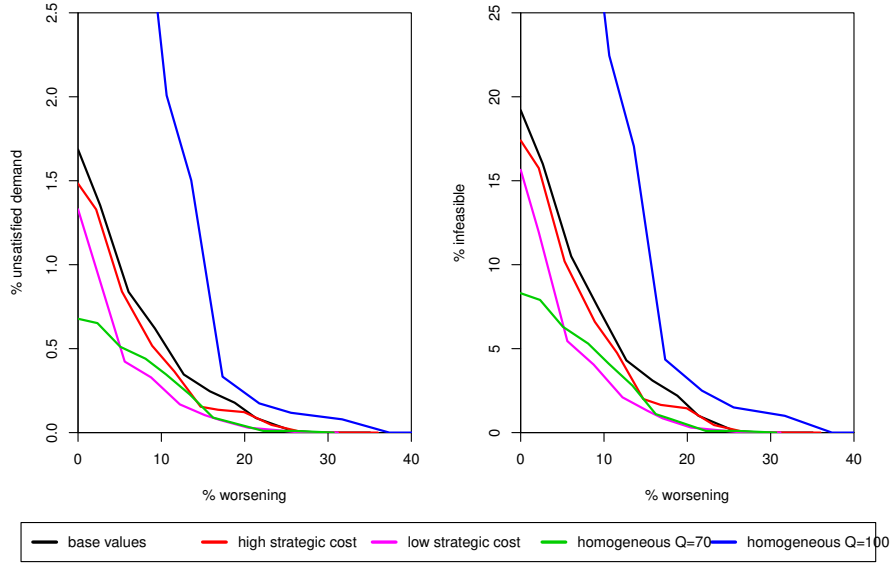 % unsatisfied demand
2.5
2.0
1.5
1.0
0.5
0.0
0 10 20 30 40
% worsening
% infeasible
25
20
15
10
5
0
0 10 20 30 40
% worsening
base values high strategic cost low strategic cost homogeneous Q=70 homogeneous Q=100